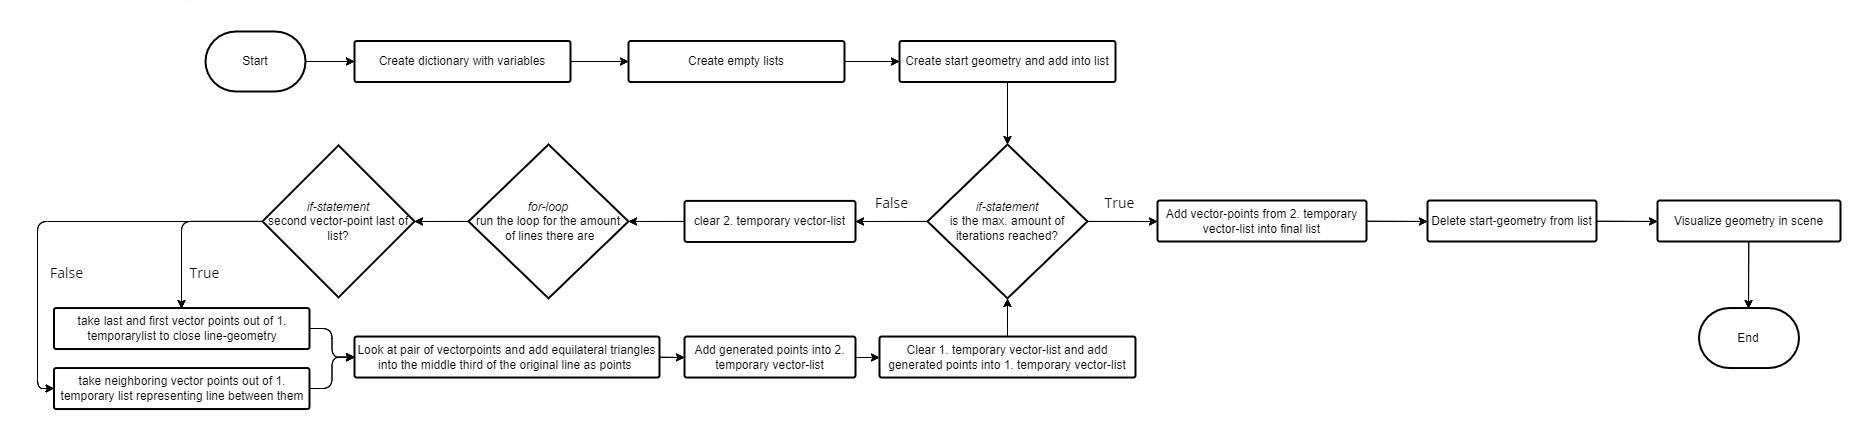 Start
Create dictionary with variables
Create empty lists
Create start geometry and add into list
if-statement
second vector-point last of
list?
for-loop
run the loop for the amount
of lines there are
clear 2. temporary vector-list
False
if-statement
is the max. amount of
iterations reached?
True
Add vector-points from 2. temporary
vector-list into final list
Delete start-geometry from list
Visualize geometry in scene
False
True
take last and first vector points out of 1.
temporarylist to close line-geometry
take neighboring vector points out of 1.
temporary list representing line between them
Look at pair of vectorpoints and add equilateral triangles
into the middle third of the original line as points
Add generated points into 2.
temporary vector-list
Clear 1. temporary vector-list and add
generated points into 1. temporary vector-list
End